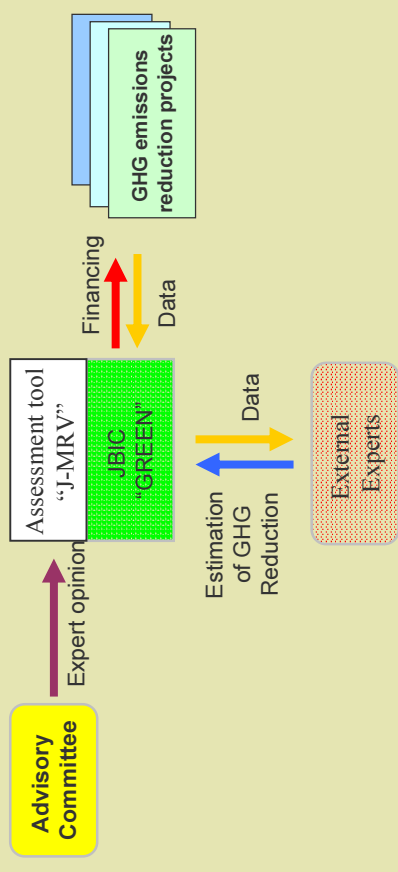 Advisory
Committee
Expert opinion
Assessment tool
“J-MRV”
JBIC
“GREEN”
Financing
Data
GHG emissions
reduction projects
Estimation
of GHG
Reduction
Data
External
Experts